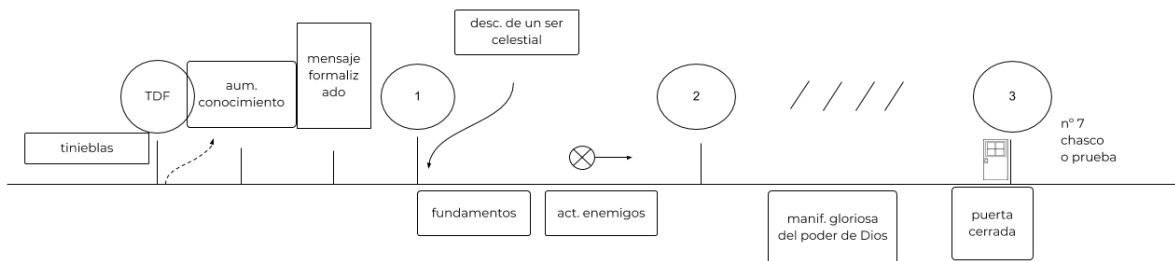 desc. de un ser
celestial
mensaje
formaliz
ado
TDF
aum.
conocimiento
1
2
3
tinieblas
nº 7
chasco
o prueba
fundamentos
act. enemigos
manif. gloriosa
del poder de Dios
puerta
cerrada